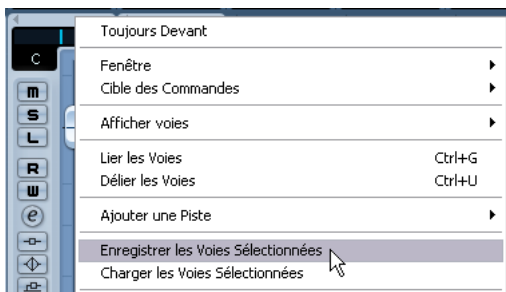 Toujours Devant
C
Fenêtre
Cible des Commandes
m
S
Afficher voies
L
Lier les Voies Ctrl+G
R
Délier les Voies Ctrl+U
W
e
Ajouter une Piste
Enregistrer les Voies Sélectionnées
Charger les Voies Sélectionnées